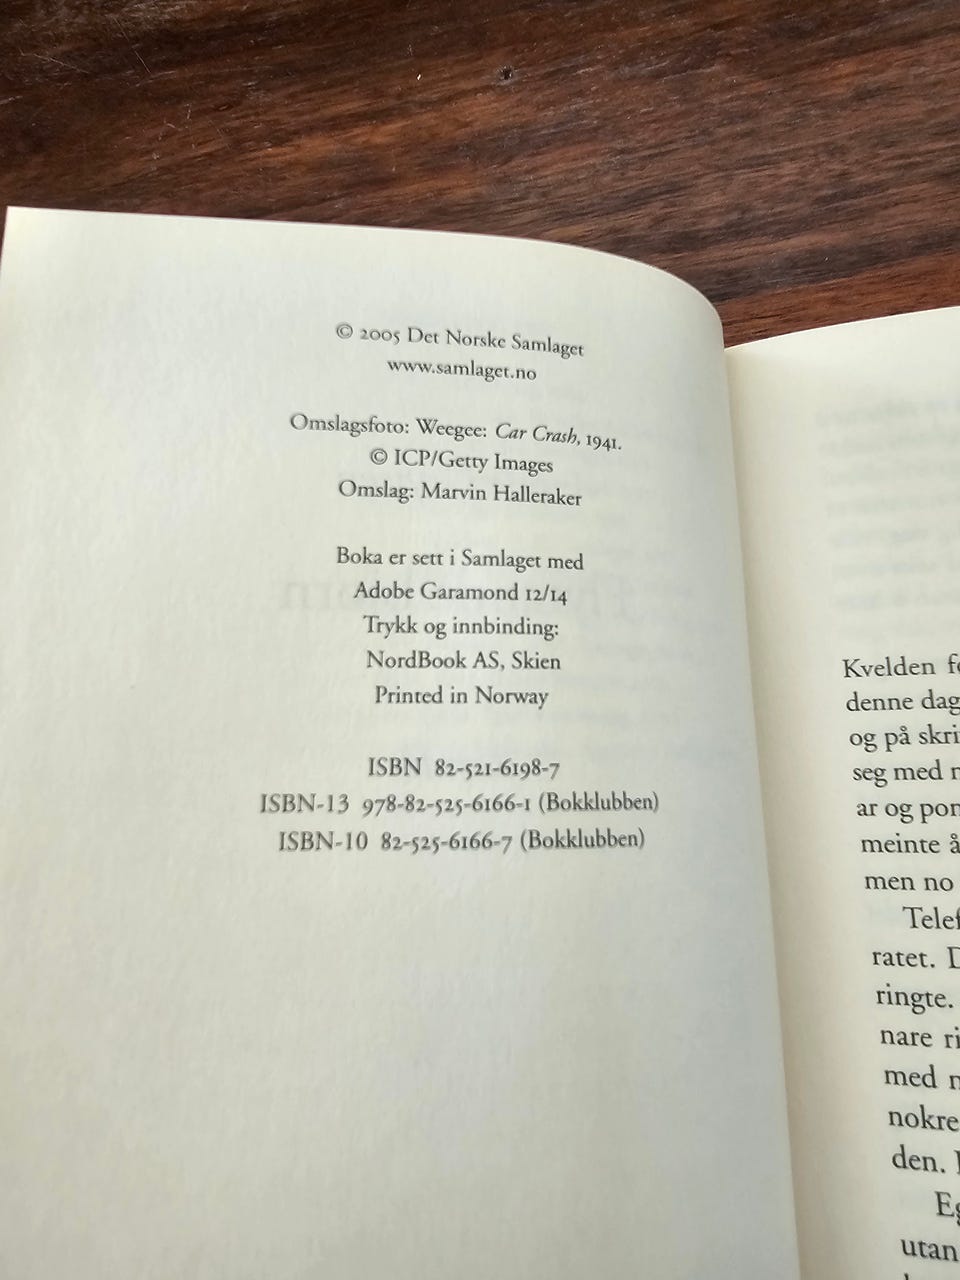 © 2005 Det Norske Samlaget
www.samlaget.no
Omslagsfoto: Weegee: Car Crash, 1941.
© ICP/Getty Images
Omslag: Marvin Halleraker
Boka er sett i Samlaget med
Adobe Garamond 12/14
Trykk og innbinding:
NordBook AS, Skien
Printed in Norway
ISBN 82-521-6198-7
ISBN-13 978-82-525-6166-1 (Bokklubben)
ISBN-10 82-525-6166-7 (Bokklubben)
Kvelden
denne dag
og på
seg med
ar og
meinte
men no
ratet.
ringte.
nare
med
nokre
den.
utan